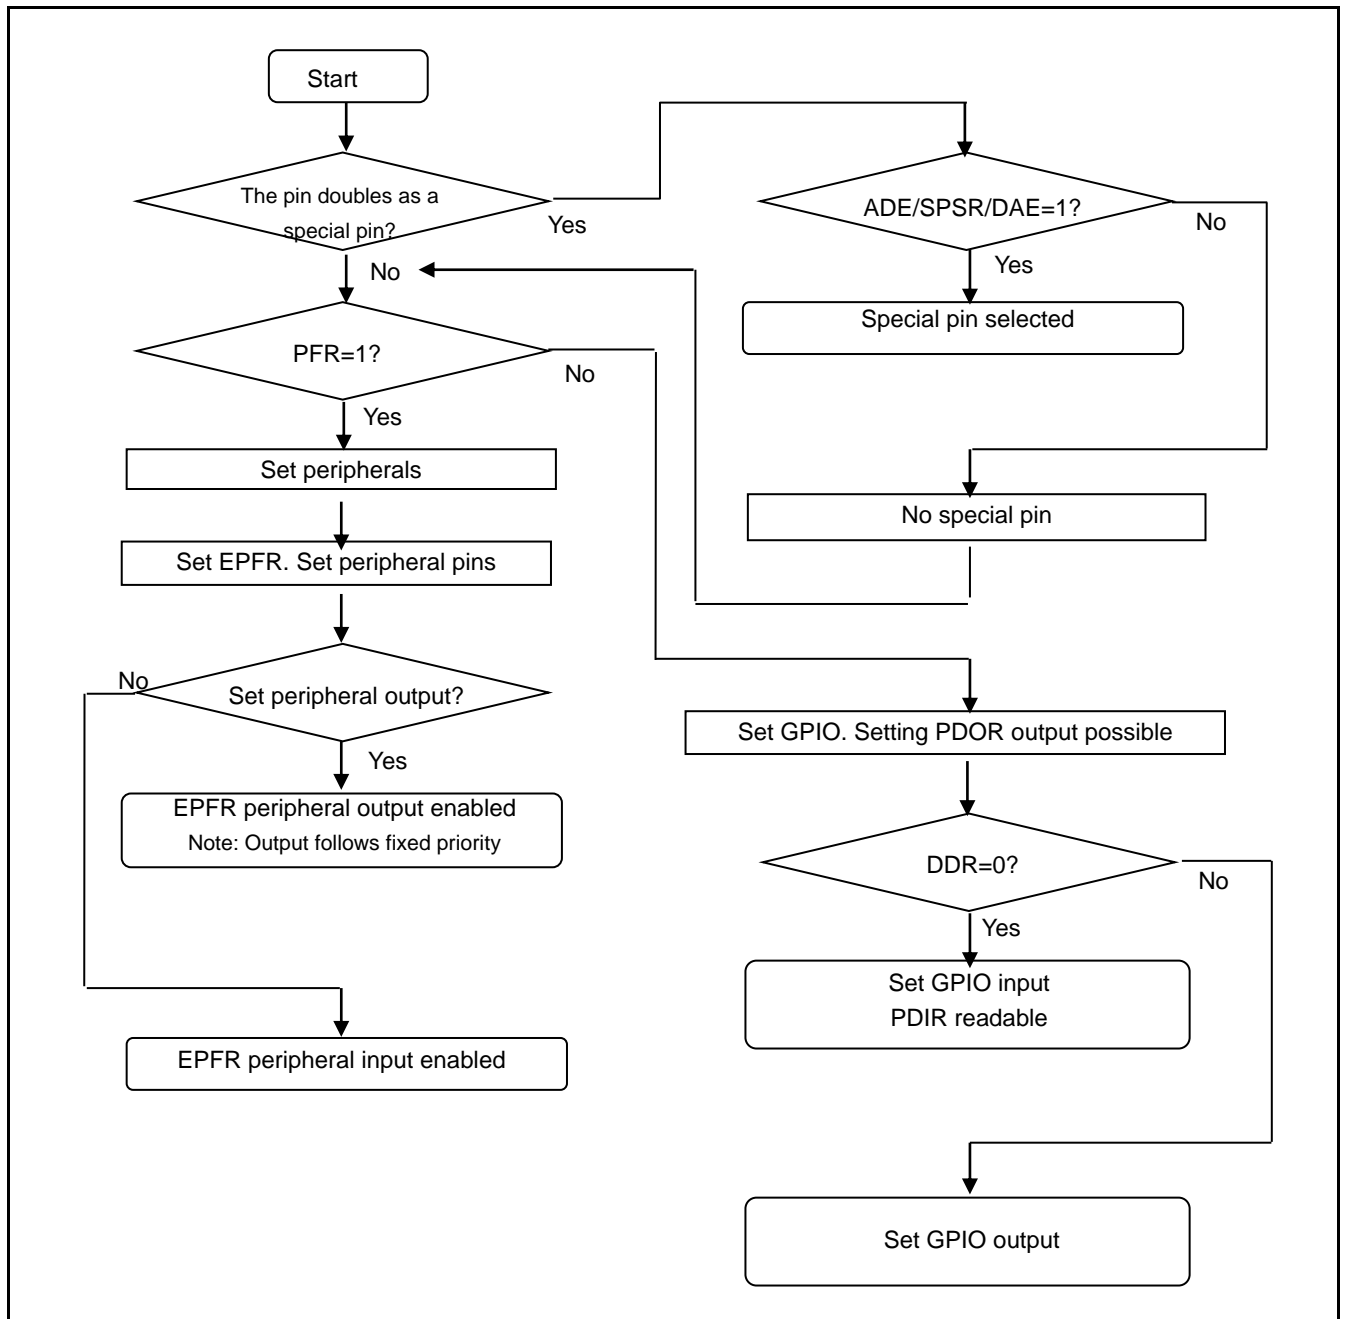 Start
The pin doubles as a
special pin?
Yes
No
ADE/SPSR/DAE=1?
No
Yes
Special pin selected
PFR=1?
No
Yes
Set peripherals
No special pin
Set EPFR. Set peripheral pins
No
Set peripheral output?
Yes
EPFR peripheral output enabled
Note: Output follows fixed priority
EPFR peripheral input enabled
Set GPIO. Setting PDOR output possible
DDR=0?
No
Yes
Set GPIO input
PDIR readable
Set GPIO output